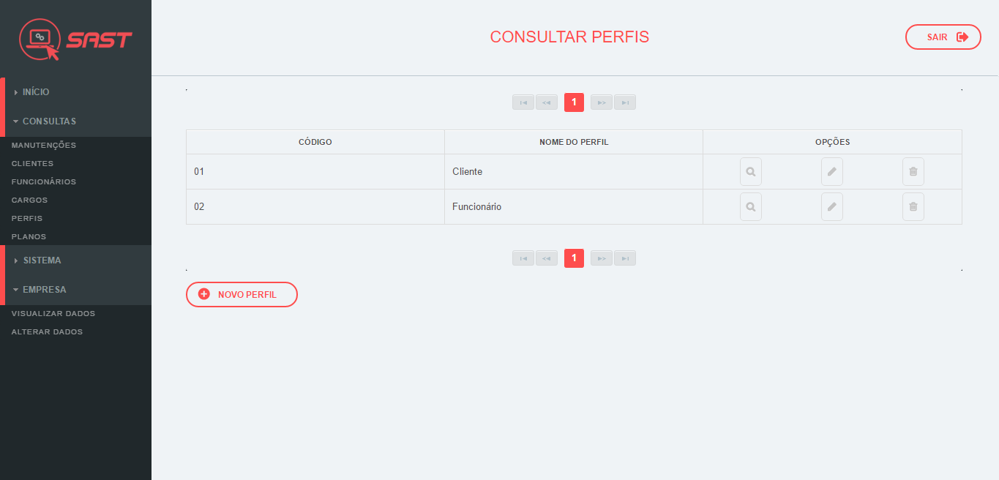 SAST
CONSULTAR PERFIS
SAIR
INÍCIO
CONSULTAS
MANUTENÇÕES
CLIENTES
FUNCIONÁRIOS
CARGOS
PERFIS
PLANOS
SISTEMA
EMPRESA
VISUALIZAR DADOS
ALTERAR DADOS
1
CÓDIGO NOME DO PERFIL OPÇÕES
01 Cliente
02 Funcionário
1
NOVO PERFIL